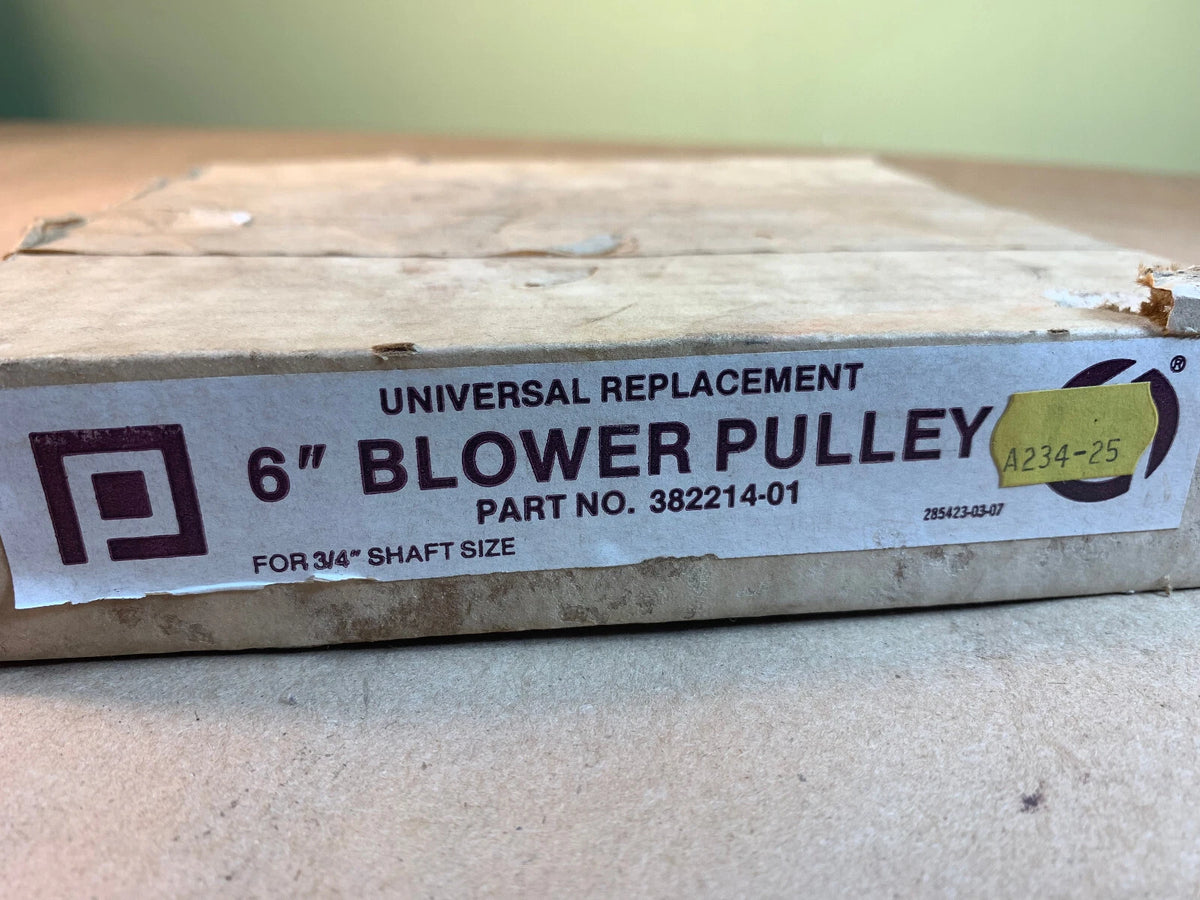 UNIVERSAL REPLACEMENT
6" BLOWER PULLEY
PART NO. 382214-01
FOR 3/4" SHAFT SIZE
285423-03-07
A234-25
®